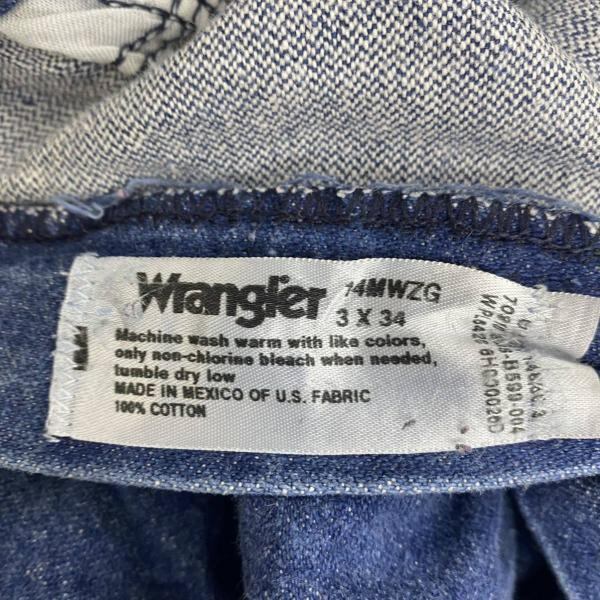 Wrangler
14MWZG
3 X 34
Machine wash warm with like colors,
only non-chlorine bleach when needed,
tumble dry low
MADE IN MEXICO OF U.S. FABRIC
100% COTTON